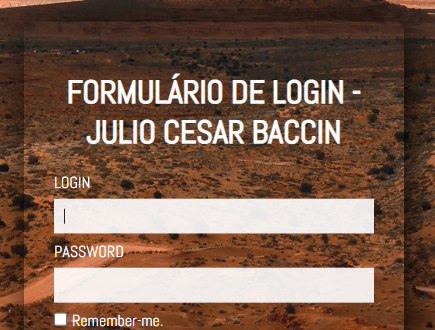 FORMULÁRIO DE LOGIN -
JULIO CESAR BACCIN
LOGIN
PASSWORD
Remember-me.